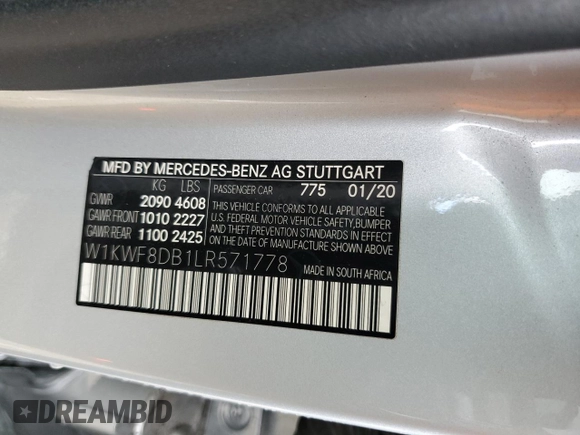 MFD BY MERCEDES-BENZ AG STUTTGART
KG LBS PASSENGER CAR 775 01/20
GVWR 2090 4608
GAWR FRONT 1010 2227
GAWR REAR 1100 2425
THIS VEHICLE CONFORMS TO ALL APPLICABLE
U.S. FEDERAL MOTOR VEHICLE SAFETY, BUMPER
AND THEFT PREVENTION STANDARDS IN EFFECT
ON THE DATE OF MANUFACTURE SHOWN ABOVE.
W1KWF8DB1LR571778 MADE IN SOUTH AFRICA
DREAMBID